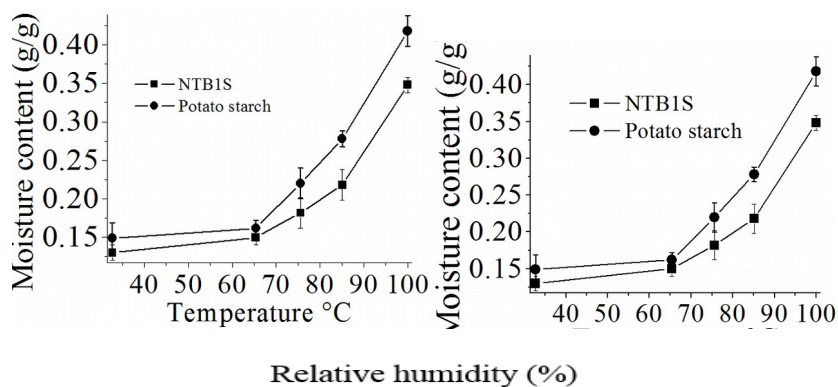 Moisture content (g/g)
0.40
0.35
0.30
0.25
0.20
0.15
NTB1S
Potato starch
40 50 60 70 80 90 100
Temperature °C
Moisture content (g/g)
0.40
0.35
0.30
0.25
0.20
0.15
NTB1S
Potato starch
40 50 60 70 80 90 100
Relative humidity (%)